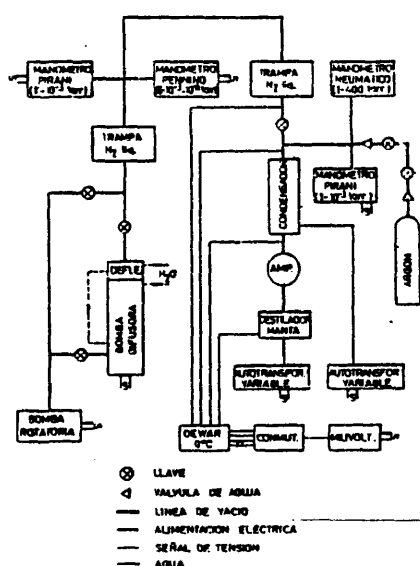 MANOMETRO
PIRANI
MANOMETRO
PENNING
TRAMPA
N₂ liq.
MANOMETRO
NEUMATICO
(1-400 torr)
TRAMPA
N₂ liq.
MANOMETRO
PIRANI
CONDENSADOR
ARGON
DEFLE.
H₂O
BOMBA
DIFUSORA
AMP.
DESTILADOR
MANTA
AUTOTRANSFOR.
VARIABLE
AUTOTRANSFOR.
VARIABLE
BOMBA
ROTATORIA
DEWAR
0°C
CONMUT.
MILIVOLT.
LLAVE
VALVULA DE AGUJA
LINEA DE VACIO
ALIMENTACION ELECTRICA
SEÑAL DE TENSION
AGUA